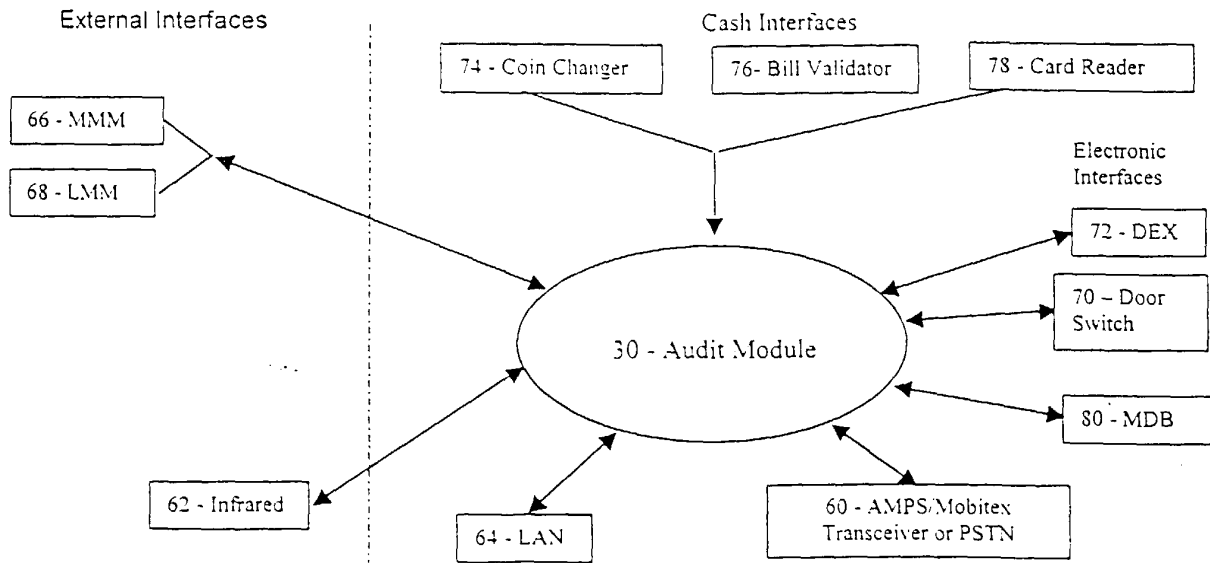 External Interfaces
Cash Interfaces
74 - Coin Changer
76- Bill Validator
78 - Card Reader
66 - MMM
68 - LMM
Electronic
Interfaces
72 - DEX
70 – Door
Switch
30 - Audit Module
80 - MDB
62 - Infrared
64 - LAN
60 - AMPS/Mobitex
Transceiver or PSTN